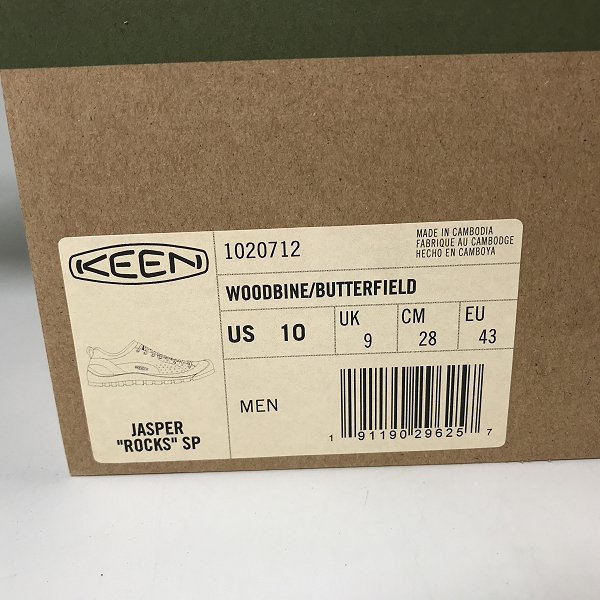 KEEN
1020712
MADE IN CAMBODIA
FABRIQUE AU CAMBODGE
HECHO EN CAMBOYA
WOODBINE/BUTTERFIELD
US 10
UK 9
CM 28
EU 43
JASPER
"ROCKS" SP
MEN
1 91190 29625 7